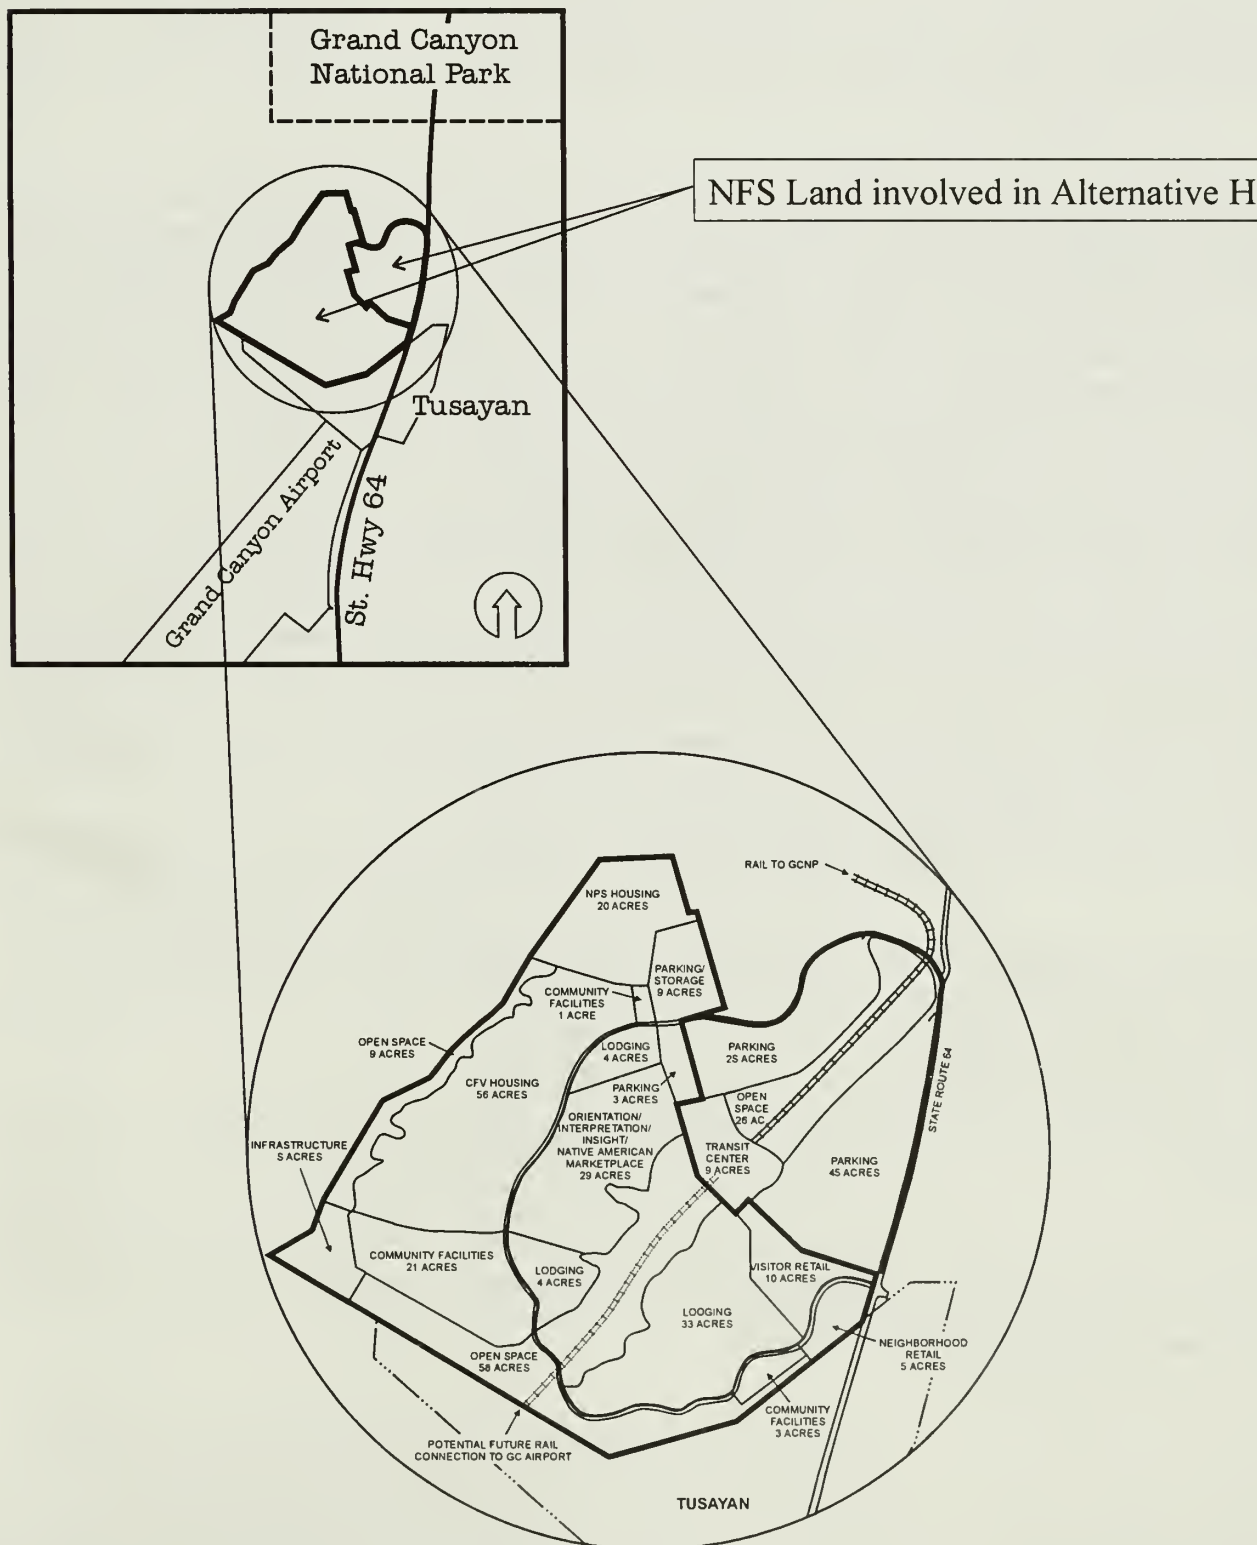 Grand Canyon
National Park
NFS Land involved in Alternative H
Tusayan
Grand Canyon Airport
St. Hwy 64
RAIL TO GCNP
NPS HOUSING
20 ACRES
PARKING/
STORAGE
9 ACRES
COMMUNITY
FACILITIES
1 ACRE
OPEN SPACE
9 ACRES
LODGING
4 ACRES
PARKING
25 ACRES
CFV HOUSING
56 ACRES
PARKING
3 ACRES
OPEN
SPACE
26 AC.
STATE ROUTE 64
ORIENTATION/
INTERPRETATION/
INSIGHT/
NATIVE AMERICAN
MARKETPLACE
29 ACRES
INFRASTRUCTURE
5 ACRES
TRANSIT
CENTER
9 ACRES
PARKING
45 ACRES
COMMUNITY FACILITIES
21 ACRES
LODGING
4 ACRES
VISITOR RETAIL
10 ACRES
LODGING
33 ACRES
NEIGHBORHOOD
RETAIL
5 ACRES
OPEN SPACE
58 ACRES
COMMUNITY
FACILITIES
3 ACRES
POTENTIAL FUTURE RAIL
CONNECTION TO GC AIRPORT
TUSAYAN